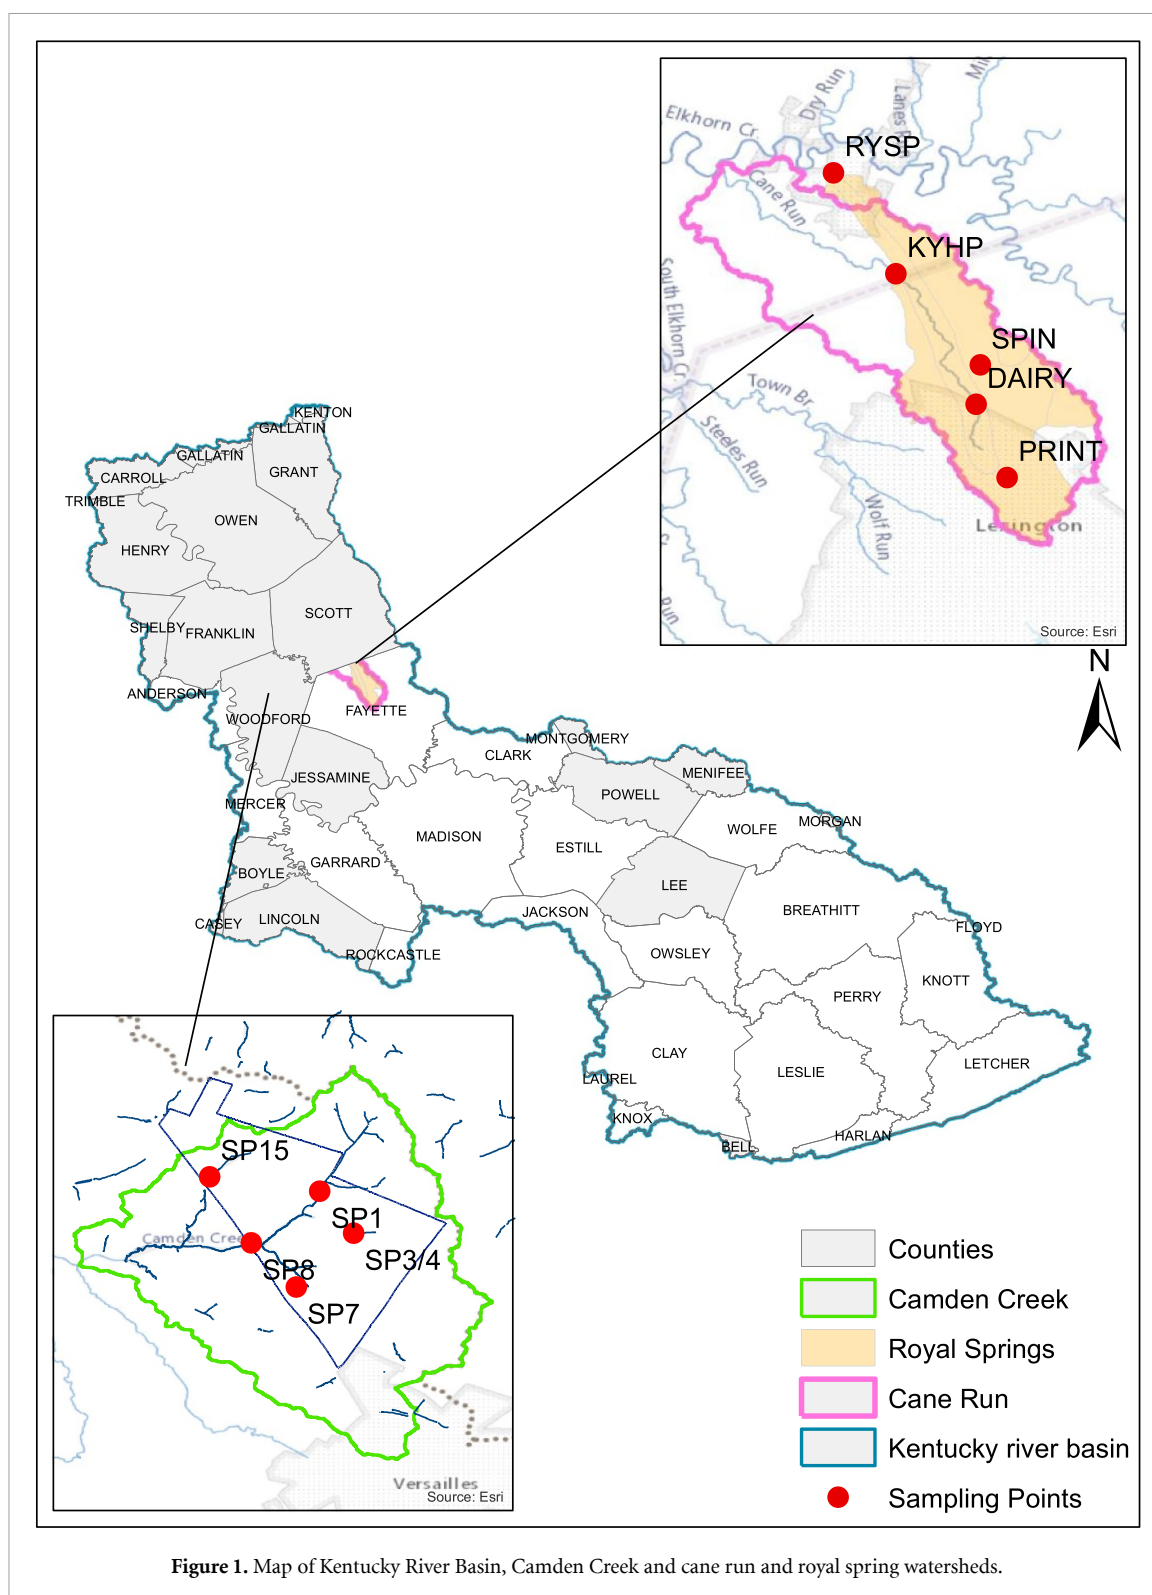 Elkhorn Cr.
Dry Run
Lanes
RYSP
Cane Run
KYHP
South Elkhorn Cr.
SPIN
DAIRY
Town Br
Steeles Run
PRINT
Wolf Run
Lexington
Run
Source: Esri
N
KENTON
GALLATIN
GALLATIN
GRANT
CARROLL
TRIMBLE
OWEN
HENRY
SCOTT
SHELBY
FRANKLIN
ANDERSON
WOODFORD
FAYETTE
MONTGOMERY
CLARK
JESSAMINE
MENIFEE
POWELL
MERCER
MORGAN
WOLFE
MADISON
ESTILL
GARRARD
BOYLE
LEE
BREATHITT
JACKSON
CASEY
LINCOLN
FLOYD
ROCKCASTLE
OWSLEY
KNOTT
PERRY
CLAY
LETCHER
LESLIE
LAUREL
KNOX
HARLAN
BELL
SP15
SP1
Camden Cree
SP3/4
SP8
SP7
Versailles
Source: Esri
Counties
Camden Creek
Royal Springs
Cane Run
Kentucky river basin
Sampling Points
Figure 1. Map of Kentucky River Basin, Camden Creek and cane run and royal spring watersheds.